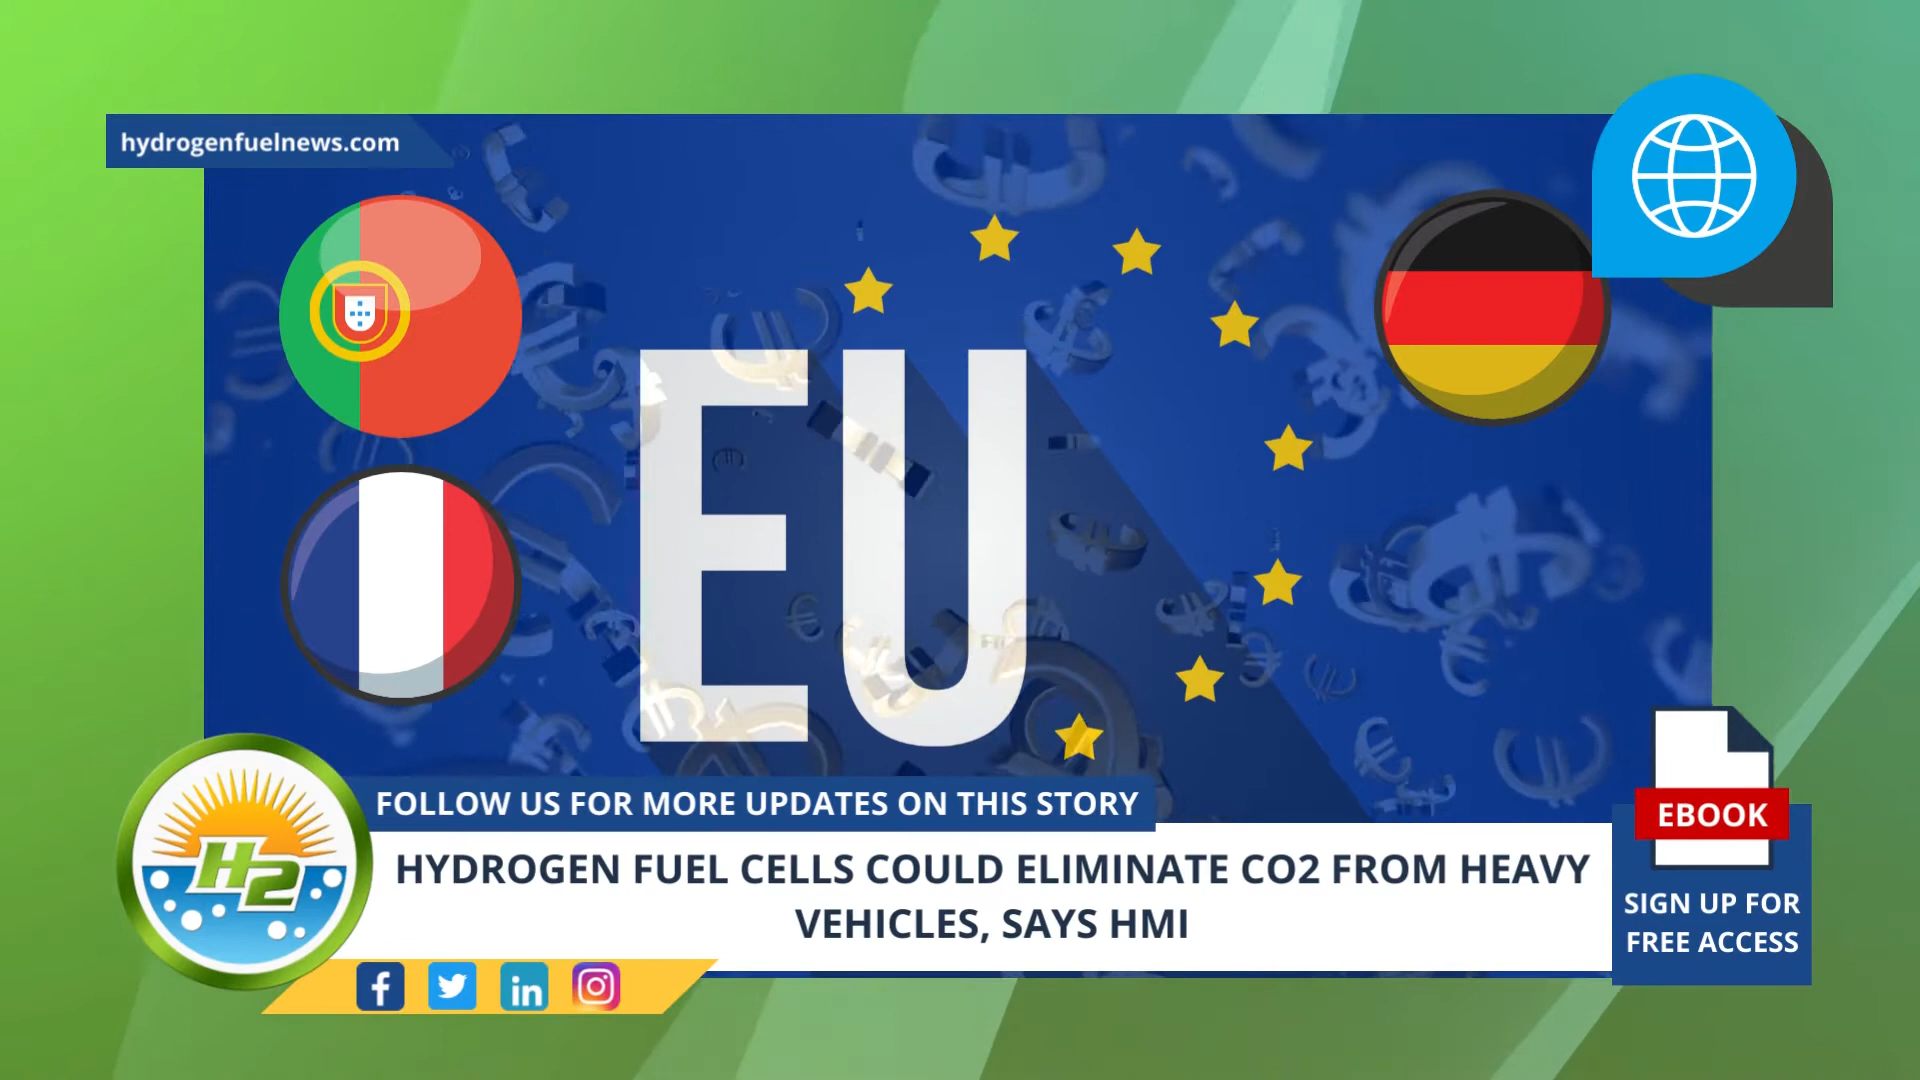 hydrogenfuelnews.com
EU
FOLLOW US FOR MORE UPDATES ON THIS STORY
HYDROGEN FUEL CELLS COULD ELIMINATE CO2 FROM HEAVY
VEHICLES, SAYS HMI
H2
EBOOK
SIGN UP FOR
FREE ACCESS
f
in